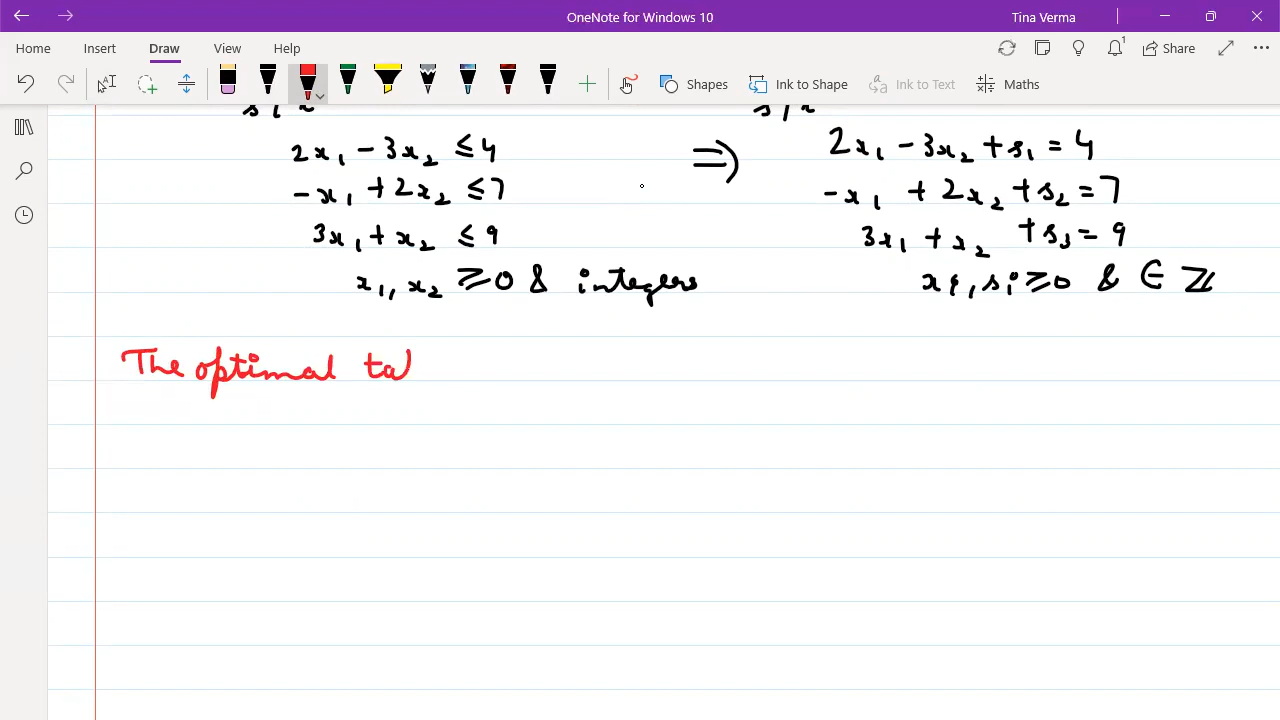 OneNote for Windows 10
Tina Verma
Home Insert Draw View Help
1
Share
Shapes
Ink to Shape
Ink to Text
Maths
2x₁ - 3x₂ ≤ 4
-x₁ + 2x₂ ≤ 7
3x₁ + x₂ ≤ 9
x₁, x₂ ≥ 0 & integers
⇒
2x₁ - 3x₂ + s₁ = 4
-x₁ + 2x₂ + s₂ = 7
3x₁ + x₂ + s₃ = 9
xᵢ, sᵢ ≥ 0 & ∈ ℤ
The optimal ta